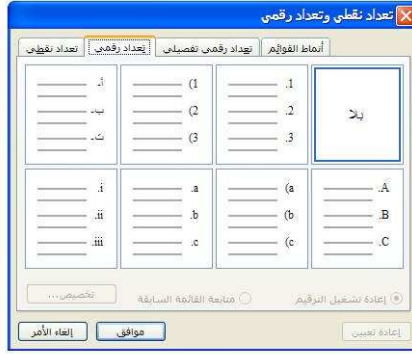 تعداد نقطي وتعداد رقمي
أنماط القوائم تعداد رقمي تفصيلي تعداد رقمي تعداد نقطي
بلا
1. 1) أ-
2. 2) ب-
3. 3) ت-
A. a) a. i.
B. b) b. ii.
C. c) c. iii.
إعادة تشغيل الترقيم متابعة القائمة السابقة تخصيص...
إعادة تعيين موافق إلغاء الأمر